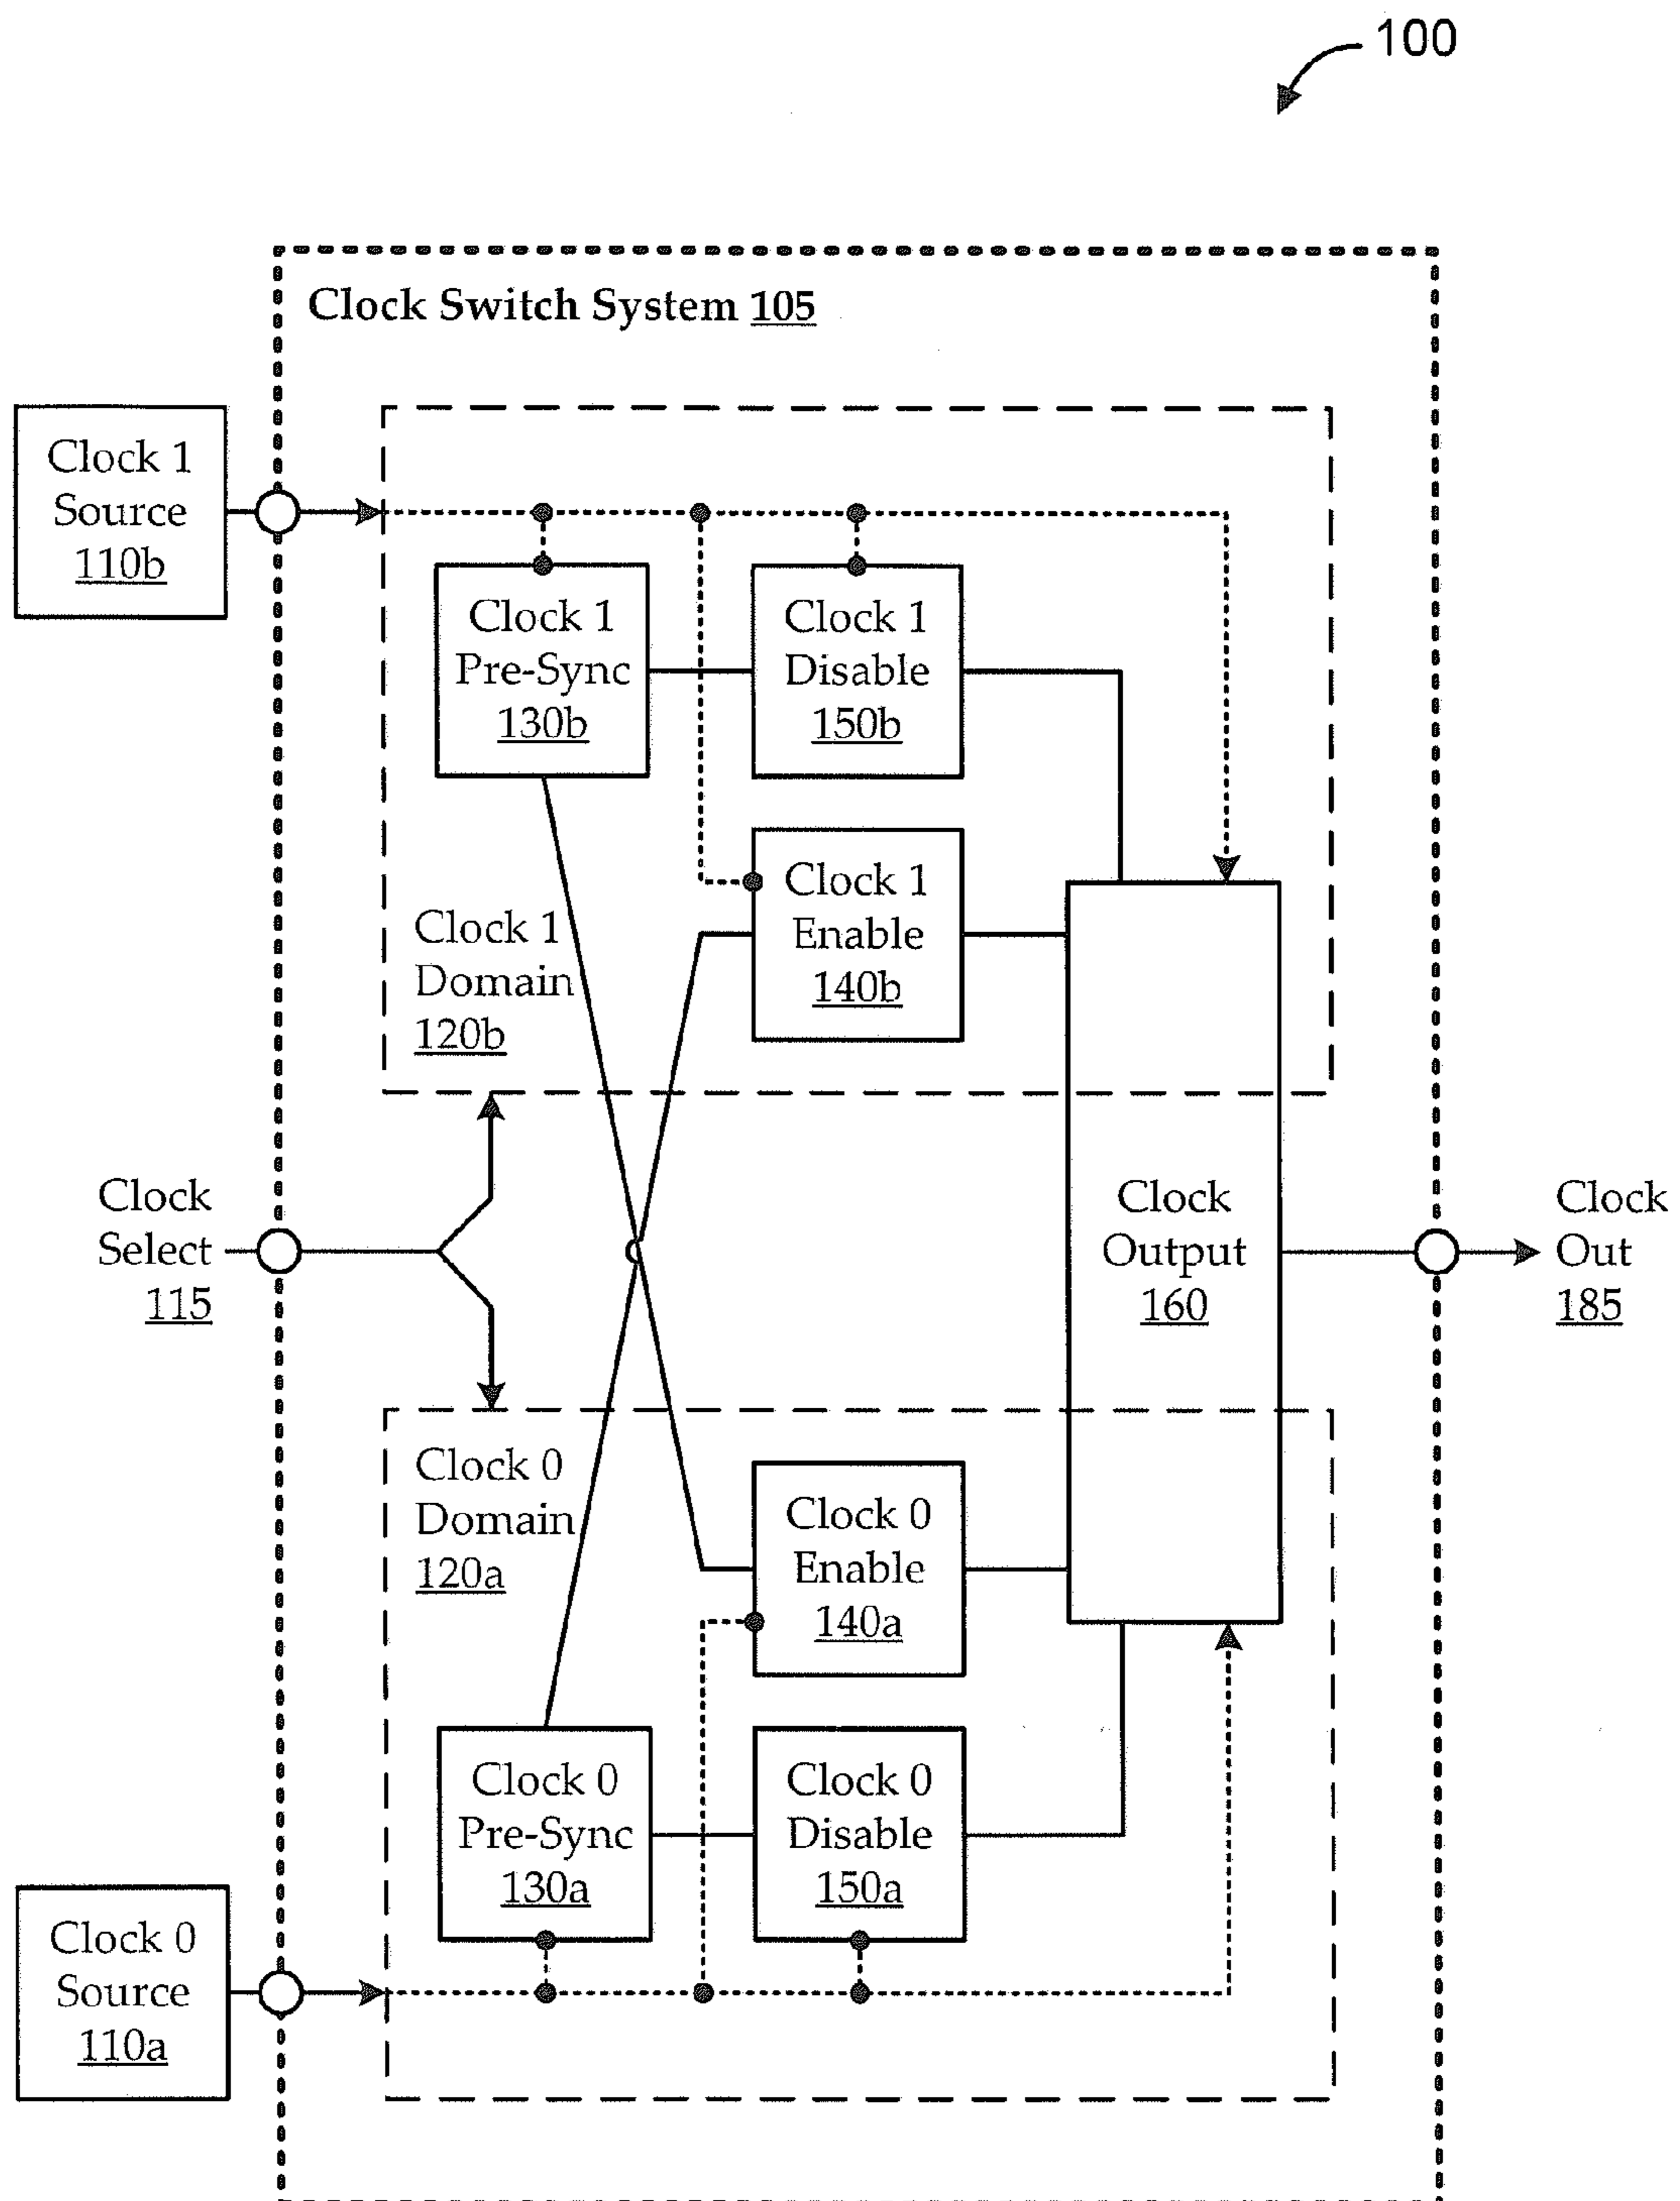 100
Clock Switch System 105
Clock 1
Source
110b
Clock 1
Pre-Sync
130b
Clock 1
Disable
150b
Clock 1
Enable
140b
Clock 1
Domain
120b
Clock
Select
115
Clock
Output
160
Clock
Out
185
Clock 0
Domain
120a
Clock 0
Enable
140a
Clock 0
Pre-Sync
130a
Clock 0
Disable
150a
Clock 0
Source
110a